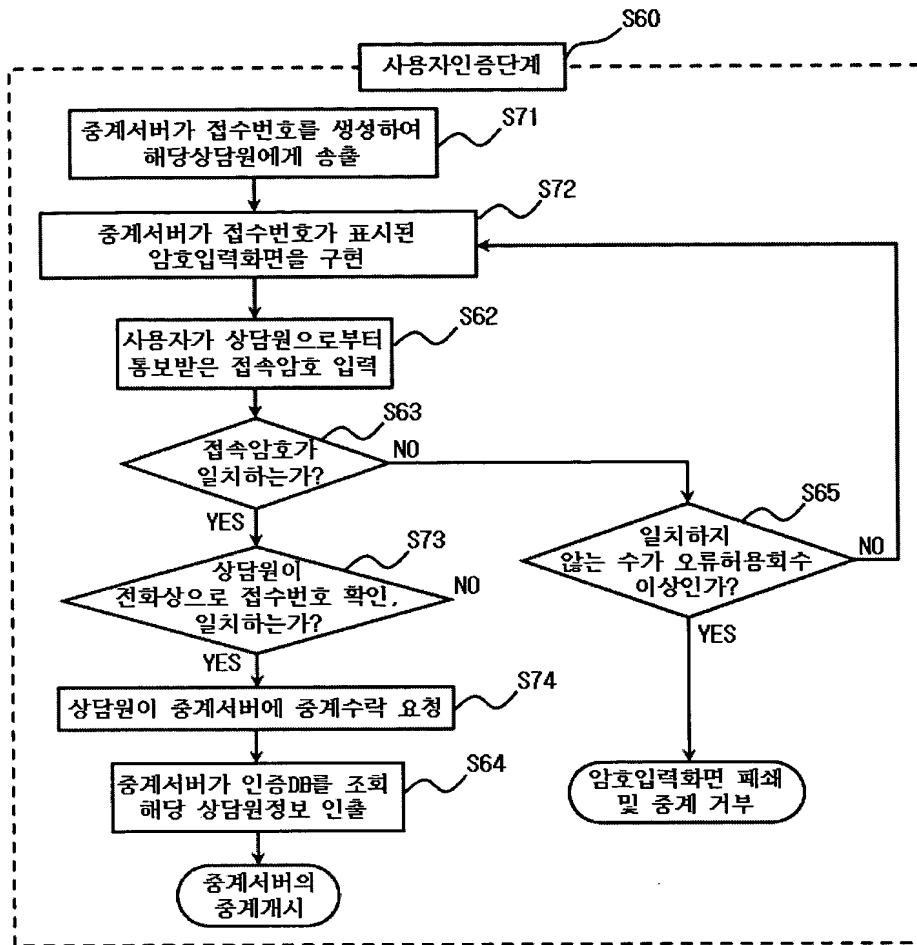 S60
사용자인증단계
S71
중계서버가 접수번호를 생성하여
해당상담원에게 송출
S72
중계서버가 접수번호가 표시된
암호입력화면을 구현
S62
사용자가 상담원으로부터
통보받은 접속암호 입력
S63
접속암호가
일치하는가?
NO
YES
S65
일치하지
않는 수가 오류허용회수
이상인가?
NO
YES
S73
상담원이
전화상으로 접수번호 확인,
일치하는가?
NO
YES
S74
상담원이 중계서버에 중계수락 요청
S64
중계서버가 인증DB를 조회
해당 상담원정보 인출
암호입력화면 폐쇄
및 중계 거부
중계서버의
중계개시